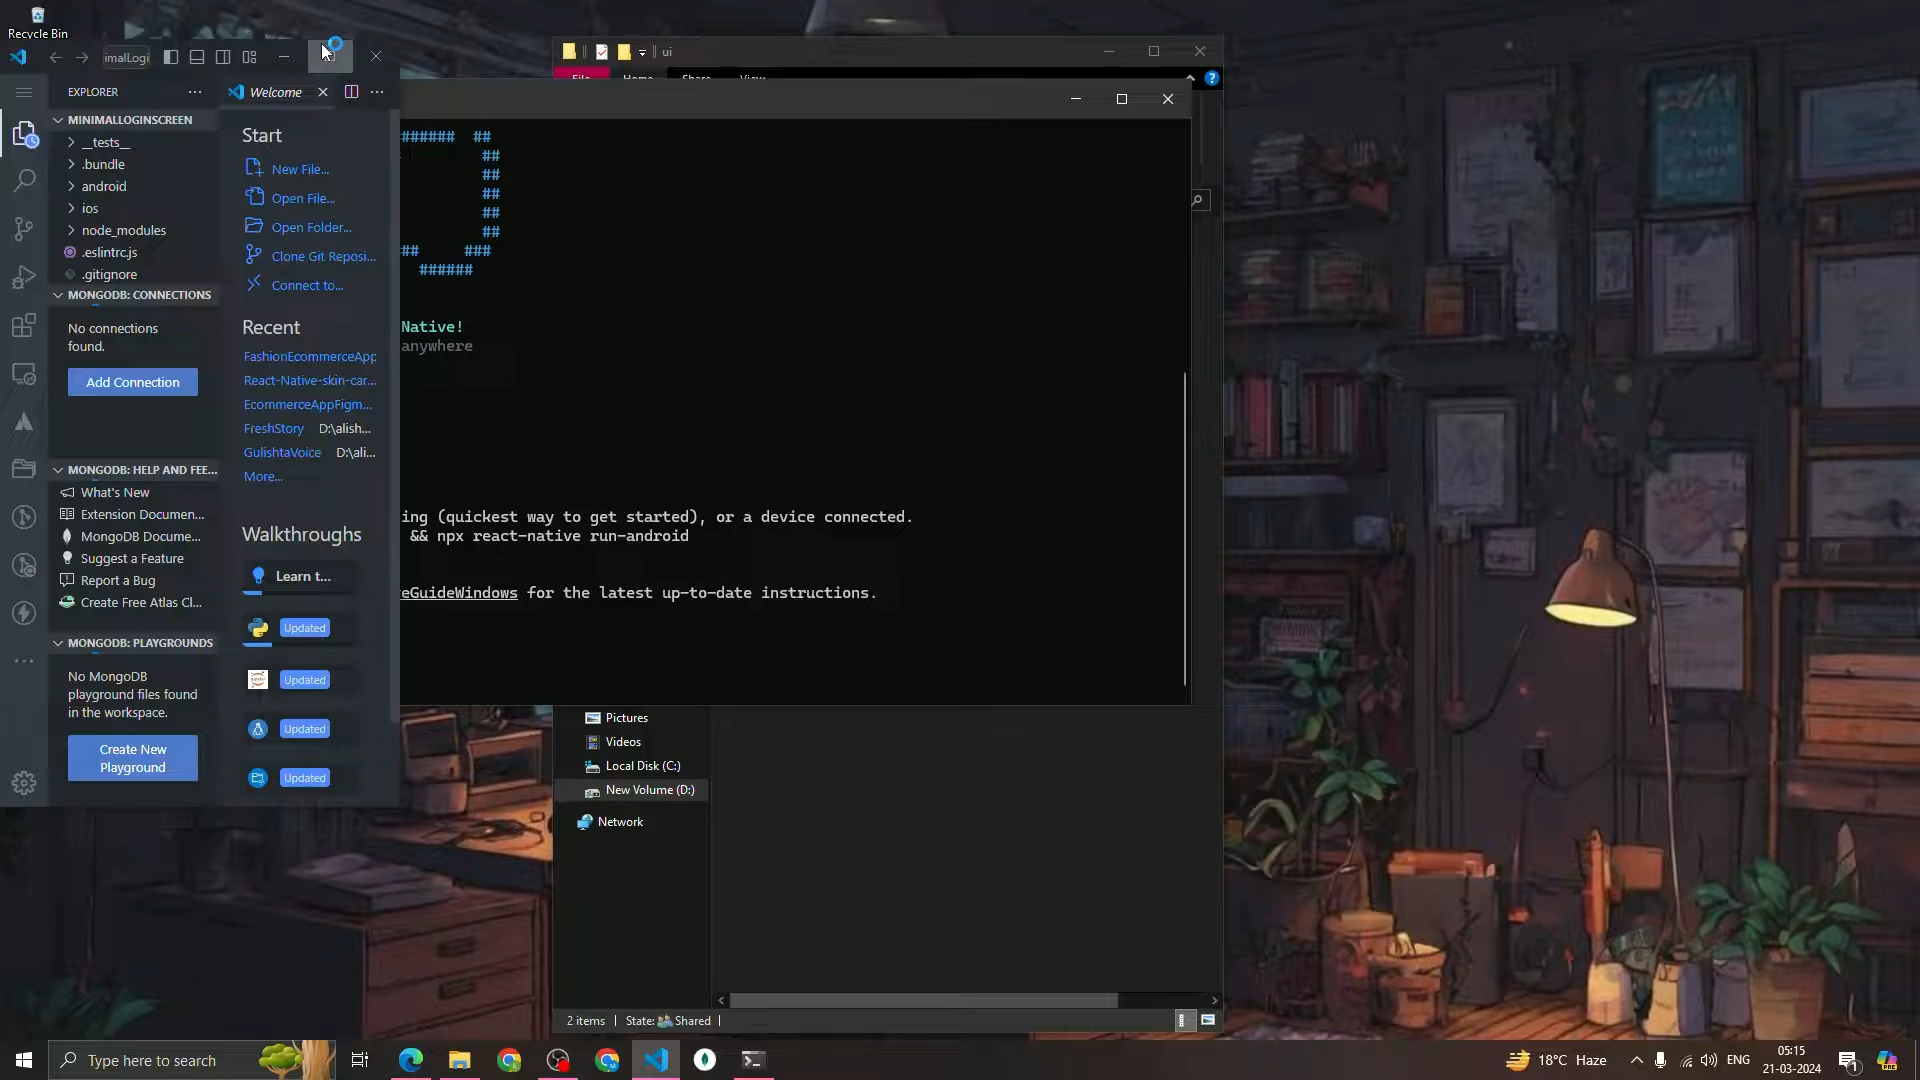 Recycle Bin
imalLogi
ui
File
Home
Share
View
EXPLORER
Welcome
MINIMALLOGINSCREEN
__tests__
.bundle
android
ios
node_modules
.eslintrc.js
.gitignore
MONGODB: CONNECTIONS
No connections
found.
Add Connection
MONGODB: HELP AND FEE...
What's New
Extension Documen...
MongoDB Docume...
Suggest a Feature
Report a Bug
Create Free Atlas Cl...
MONGODB: PLAYGROUNDS
No MongoDB
playground files found
in the workspace.
Create New
Playground
Start
New File...
Open File...
Open Folder...
Clone Git Reposi...
Connect to...
Recent
FashionEcommerceApp
React-Native-skin-car...
EcommerceAppFigm...
FreshStory D:\alish...
GulishtaVoice D:\ali...
More...
Walkthroughs
Learn t...
Updated
Updated
Updated
Updated
###### ##
##
##
##
##
##
## ###
######
Native!
anywhere
ing (quickest way to get started), or a device connected.
&& npx react-native run-android
eGuideWindows for the latest up-to-date instructions.
Pictures
Videos
Local Disk (C:)
New Volume (D:)
Network
2 items State: Shared
Type here to search
18°C Haze
ENG
05:15
21-03-2024
1
PRE